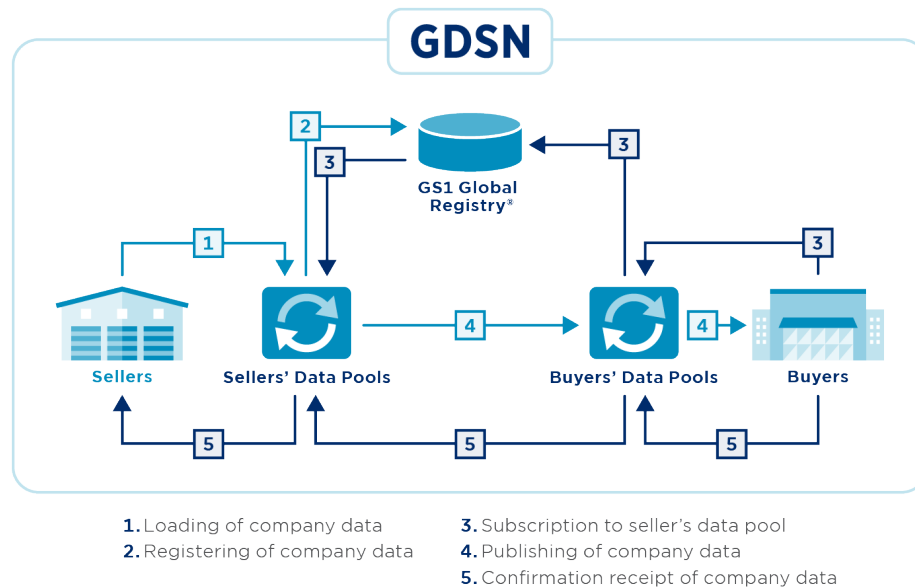 GDSN
2
3
3
GS1 Global
Registry®
1
3
4
4
Sellers
Sellers’ Data Pools
Buyers’ Data Pools
Buyers
5
5
5
1. Loading of company data
2. Registering of company data
3. Subscription to seller’s data pool
4. Publishing of company data
5. Confirmation receipt of company data